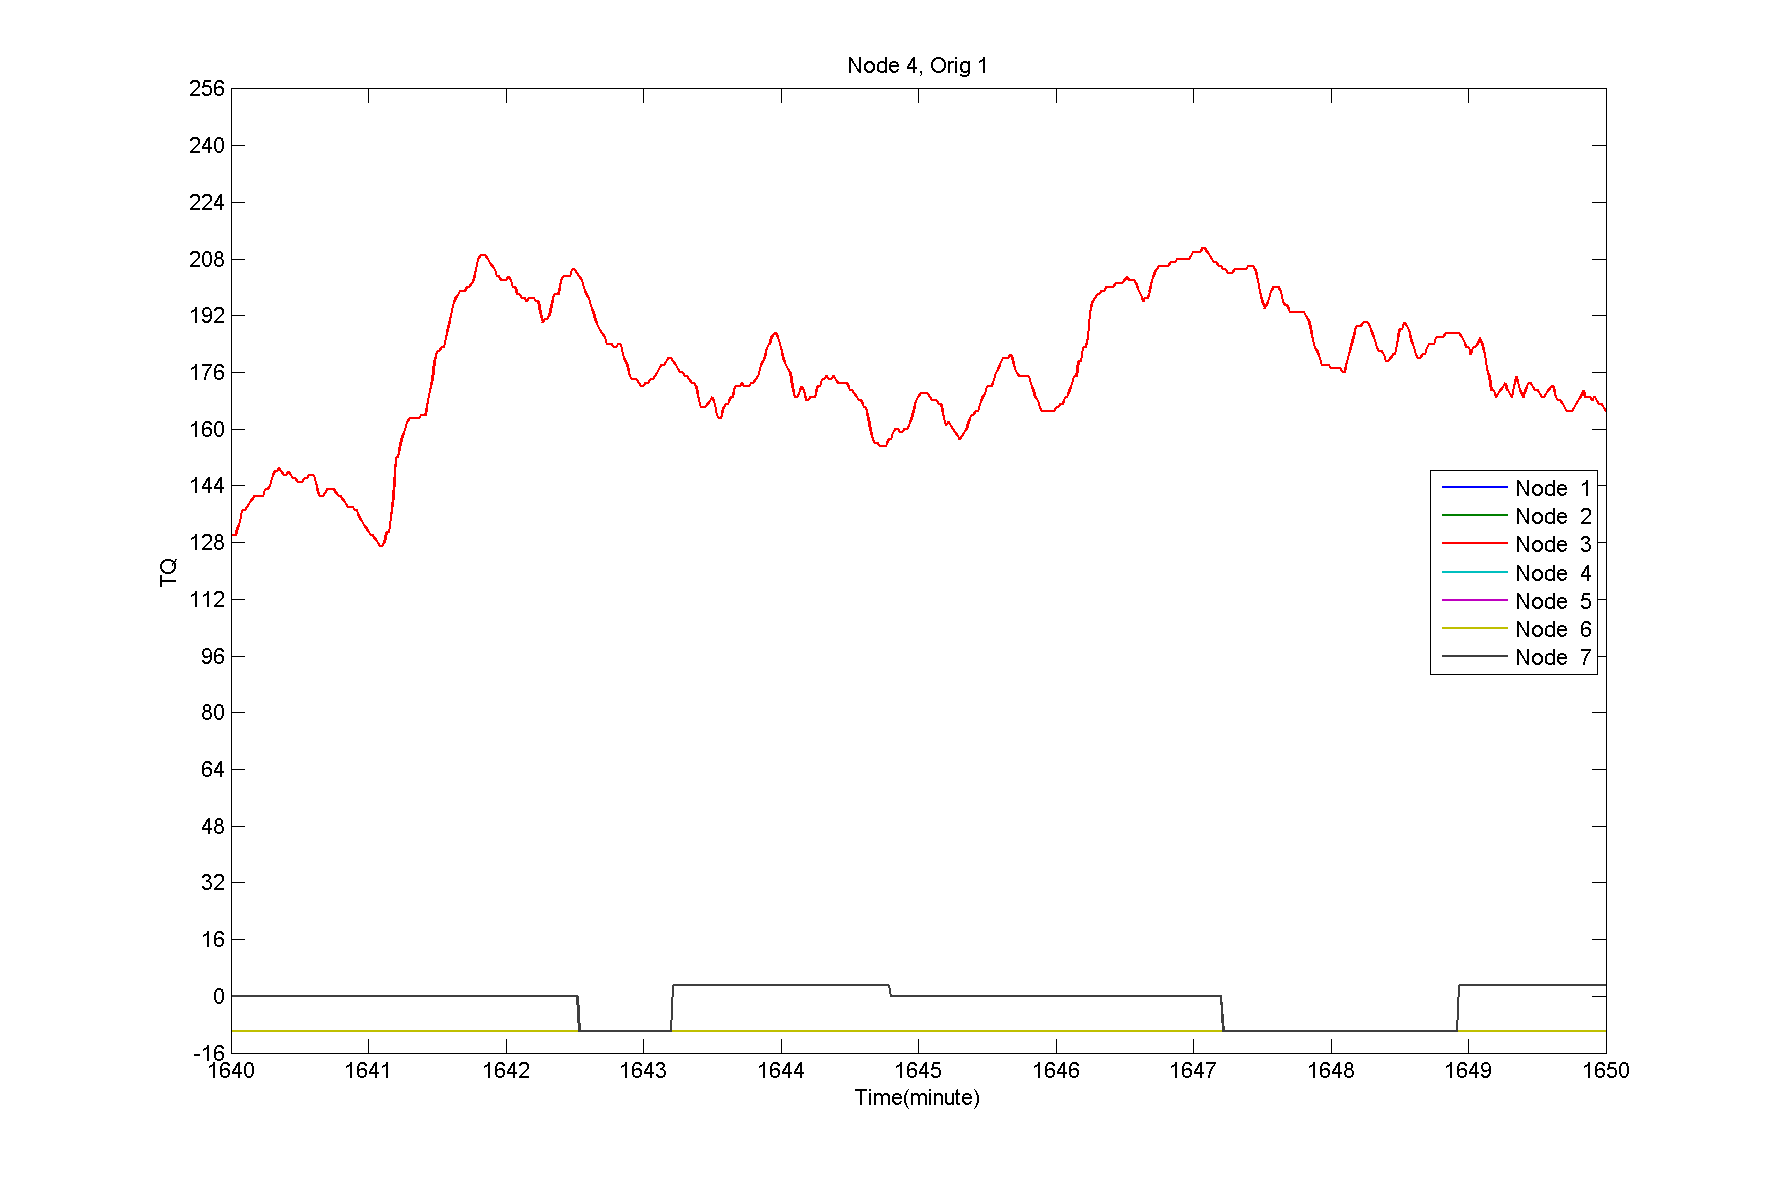 Node 4, Orig 1
256
240
224
208
192
176
160
144
128
112
96
80
64
48
32
16
0
-16
TQ
Node 1
Node 2
Node 3
Node 4
Node 5
Node 6
Node 7
1640 1641 1642 1643 1644 1645 1646 1647 1648 1649 1650
Time(minute)